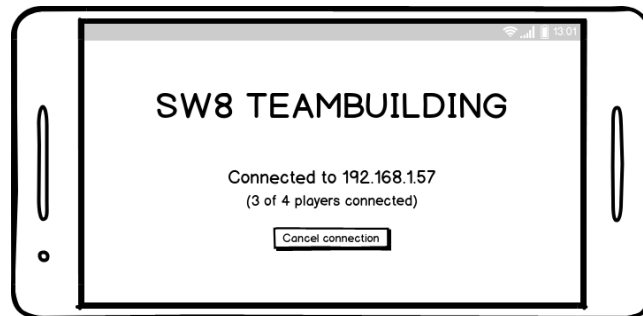 13:01
SW8 TEAMBUILDING
Connected to 192.168.1.57
(3 of 4 players connected)
Cancel connection